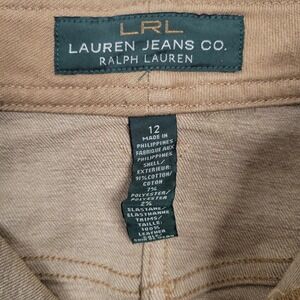 LRL
LAUREN JEANS CO.
RALPH LAUREN
12
MADE IN
PHILIPPINES
FABRIQUE AUX
PHILIPPINES
SHELL/
EXTERIEUR:
91%COTTON/
COTON
7%
POLYESTER/
POLYESTER
2%
ELASTANE/
ELASTHANNE
TRIMS/
TAILLE:
100%
LEATHER